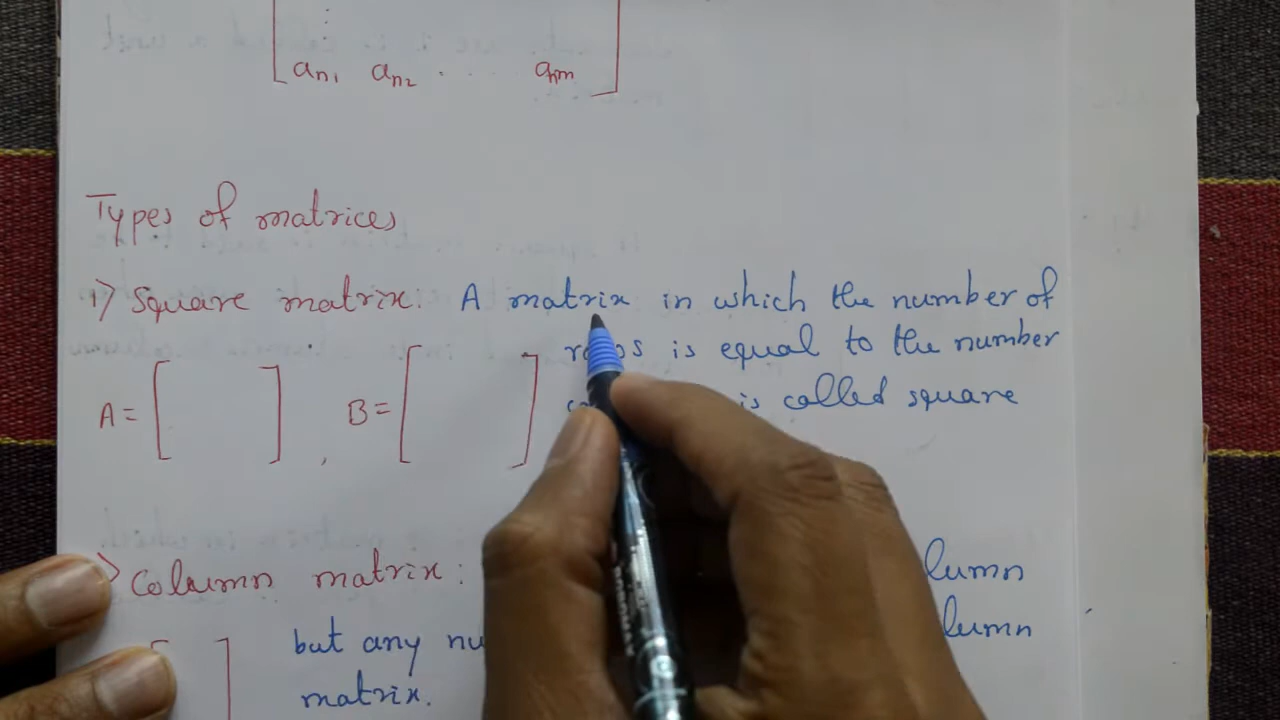 an1 an2 . . . . anm
Types of matrices
1) Square matrix: A matrix in which the number of
rows is equal to the number
is called square
A = [ ] , B = [ ]
) Column matrix: lumn
but any nu lumn
matrix.